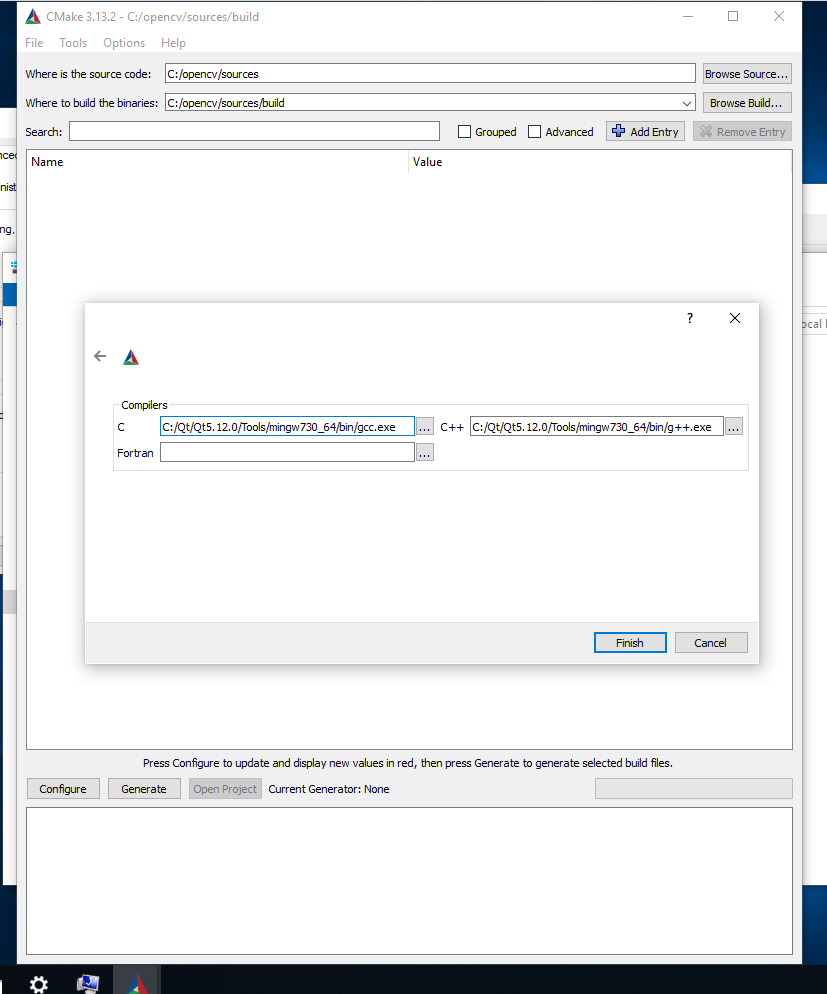 CMake 3.13.2 - C:/opencv/sources/build
File Tools Options Help
Where is the source code: C:/opencv/sources Browse Source...
Where to build the binaries: C:/opencv/sources/build Browse Build...
Search: Grouped Advanced Add Entry Remove Entry
Name Value
nced
nist
ng,
ocal
?
Compilers
C C:/Qt/Qt5.12.0/Tools/mingw730_64/bin/gcc.exe ... C++ C:/Qt/Qt5.12.0/Tools/mingw730_64/bin/g++.exe ...
Fortran ...
Finish Cancel
Press Configure to update and display new values in red, then press Generate to generate selected build files.
Configure Generate Open Project Current Generator: None